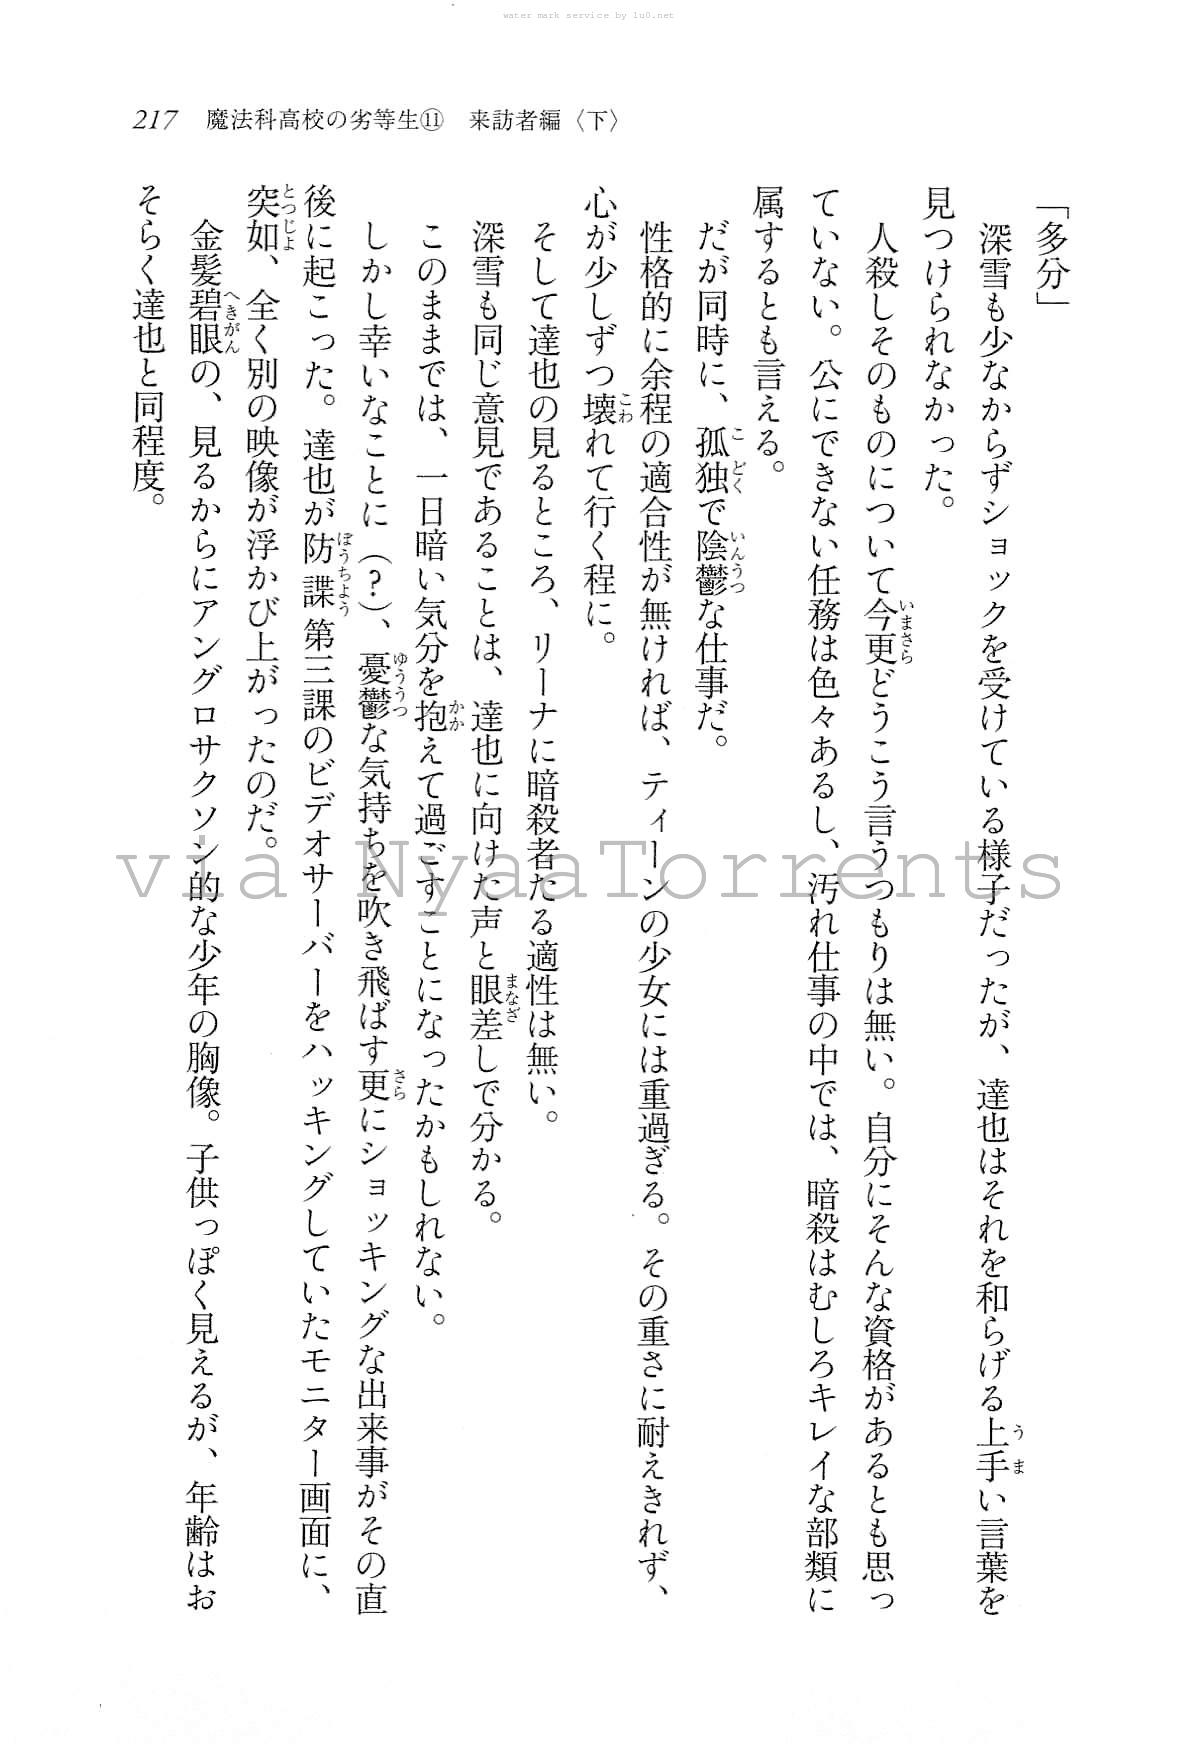 water mark service by lu0.net
217 魔法科高校の劣等生⑪ 来訪者編〈下〉
「多分」
深雪も少なからずショックを受けている様子だったが、達也はそれを和らげる上手い言葉を
見つけられなかった。
人殺しそのものについて今更どうこう言うつもりは無い。自分にそんな資格があるとも思っ
ていない。公にできない任務は色々あるし、汚れ仕事の中では、暗殺はむしろキレイな部類に
属するとも言える。
だが同時に、孤独で陰鬱な仕事だ。
性格的に余程の適合性が無ければ、ティーンの少女には重過ぎる。その重さに耐えきれず、
心が少しずつ壊れて行く程に。
そして達也の見るところ、リーナに暗殺者たる適性は無い。
深雪も同じ意見であることは、達也に向けた声と眼差しで分かる。
このままでは、一日暗い気分を抱えて過ごすことになったかもしれない。
しかし幸いなことに（？）、憂鬱な気持ちを吹き飛ばす更にショッキングな出来事がその直
後に起こった。達也が防諜第三課のビデオサーバーをハッキングしていたモニター画面に、
突如、全く別の映像が浮かび上がったのだ。
金髪碧眼の、見るからにアングロサクソン的な少年の胸像。子供っぽく見えるが、年齢はお
そらく達也と同程度。
via NyaaTorrents